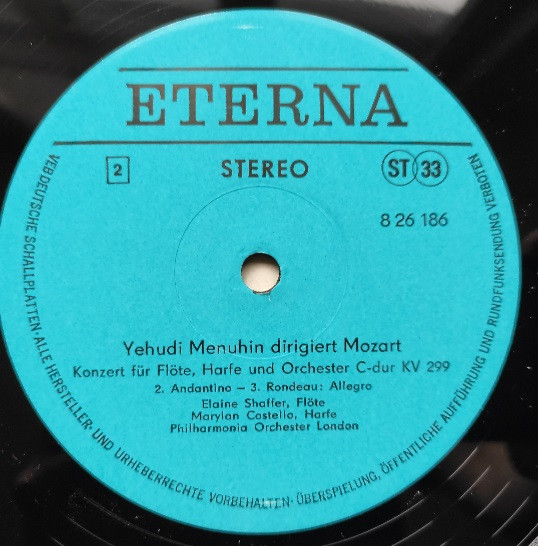 ETERNA
2 STEREO ST 33
8 26 186
Yehudi Menuhin dirigiert Mozart
Konzert für Flöte, Harfe und Orchester C-dur KV 299
2. Andantino – 3. Rondeau: Allegro
Elaine Shaffer, Flöte
Marylan Costello, Harfe
Philharmonia Orchester London
VEB DEUTSCHE SCHALLPLATTEN · ALLE HERSTELLER- UND URHEBERRECHTE VORBEHALTEN · ÜBERSPIELUNG, ÖFFENTLICHE AUFFÜHRUNG UND RUNDFUNKSENDUNG VERBOTEN